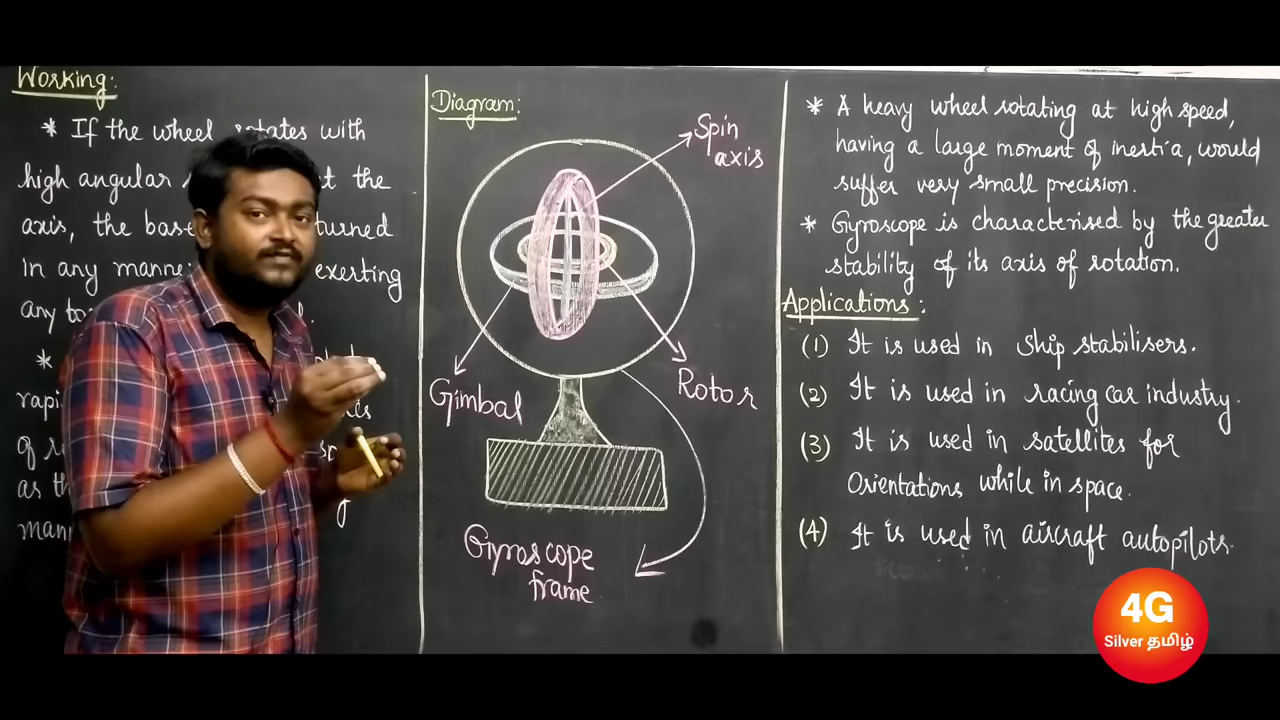 Working:
* If the wheel rotates with
high angular the
axis, the base turned
in any exerting
any
*
rapi
of
as
Diagram:
Spin
axis
Gimbal
Rotor
Gyroscope
frame
* A heavy wheel rotating at high speed,
having a large moment of inertia, would
suffer very small precision.
* Gyroscope is characterised by the greater
stability of its axis of rotation.
Applications:
(1) It is used in ship stabilisers.
(2) It is used in racing car industry.
(3) It is used in satellites for
Orientations while in space.
(4) It is used in aircraft autopilots.
4G
Silver தமிழ்